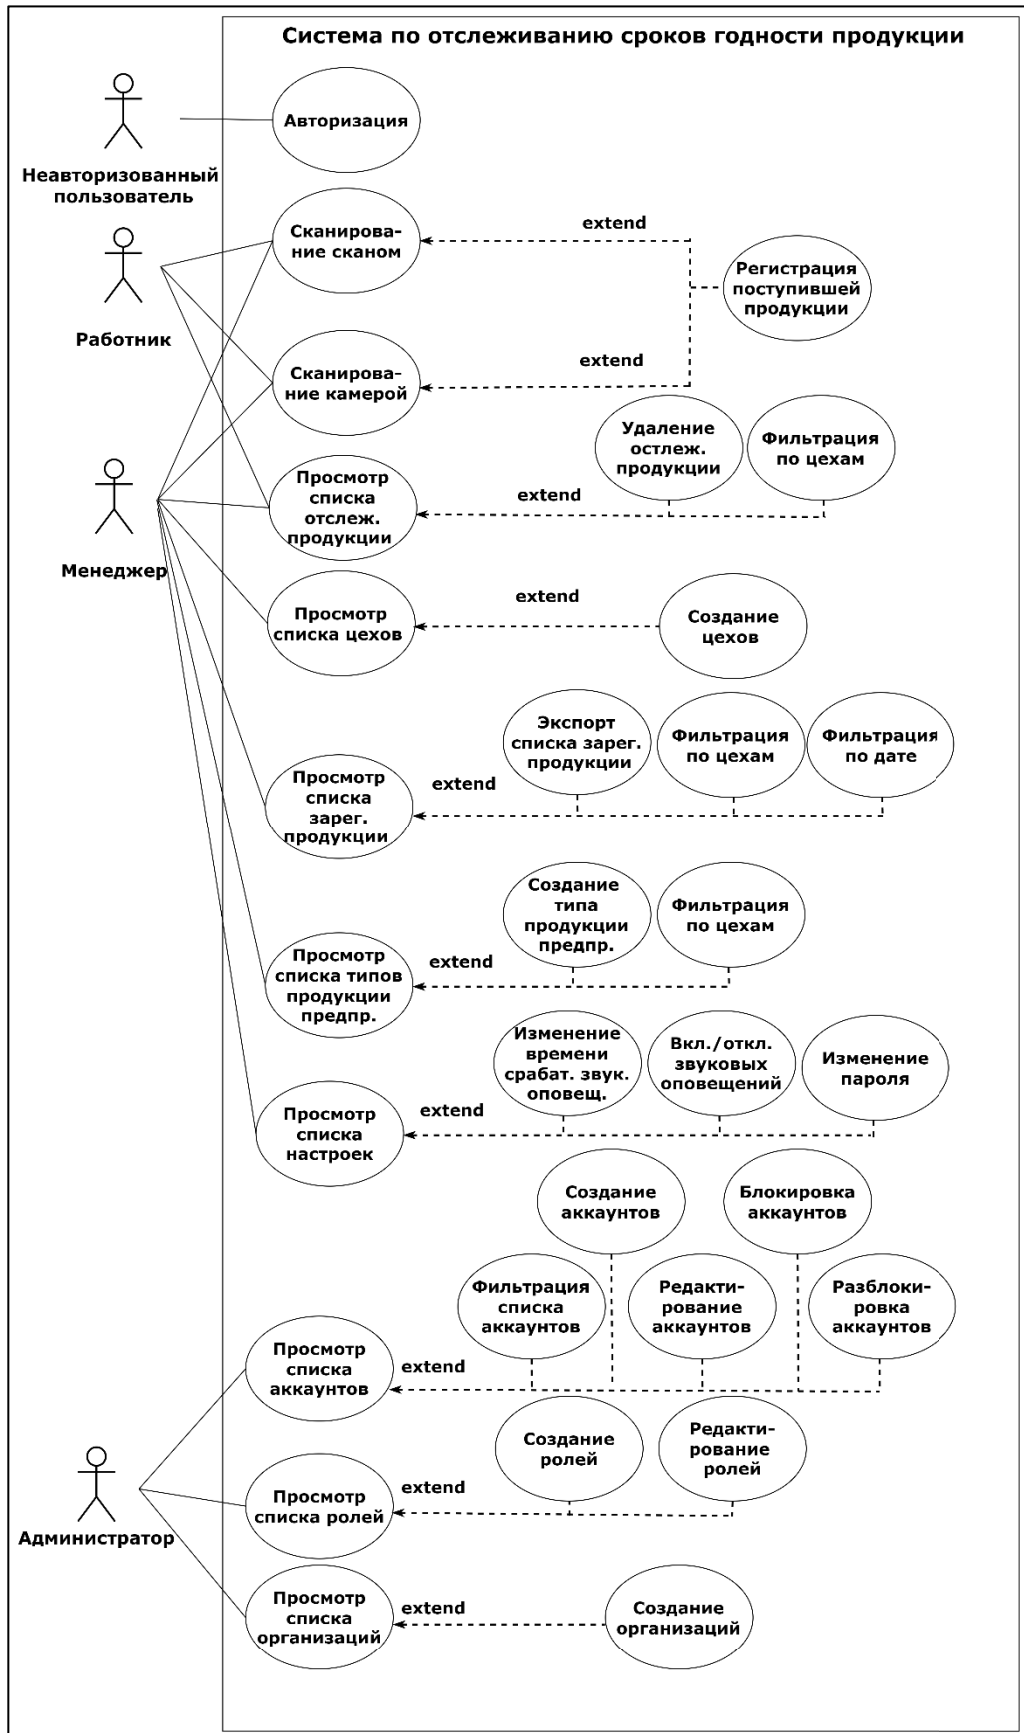 Система по отслеживанию сроков годности продукции
Авторизация
Неавторизованный
пользователь
Сканирова-
ние сканом
extend
Регистрация
поступившей
продукции
Работник
Сканирова-
ние камерой
extend
Удаление
остлеж.
продукции
Фильтрация
по цехам
Просмотр
списка
отслеж.
продукции
extend
Менеджер
Просмотр
списка цехов
extend
Создание
цехов
Экспорт
списка зарег.
продукции
Фильтрация
по цехам
Фильтрация
по дате
Просмотр
списка
зарег.
продукции
extend
Создание
типа
продукции
предпр.
Фильтрация
по цехам
Просмотр
списка типов
продукции
предпр.
extend
Изменение
времени
срабат. звук.
оповещ.
Вкл./откл.
звуковых
оповещений
Изменение
пароля
Просмотр
списка
настроек
extend
Создание
аккаунтов
Блокировка
аккаунтов
Фильтрация
списка
аккаунтов
Редакти-
рование
аккаунтов
Разблоки-
ровка
аккаунтов
Просмотр
списка
аккаунтов
extend
Создание
ролей
Редакти-
рование
ролей
Просмотр
списка ролей
extend
Администратор
Просмотр
списка
организаций
extend
Создание
организаций